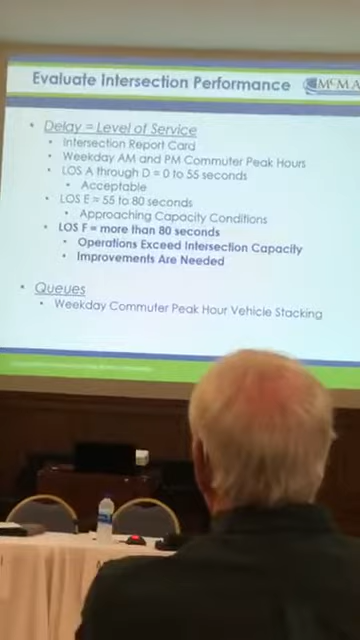 Evaluate Intersection Performance
McMA
Delay = Level of Service
Intersection Report Card
Weekday AM and PM Commuter Peak Hours
LOS A through D = 0 to 55 seconds
Acceptable
LOS E = 55 to 80 seconds
Approaching Capacity Conditions
LOS F = more than 80 seconds
Operations Exceed Intersection Capacity
Improvements Are Needed
Queues
Weekday Commuter Peak Hour Vehicle Stacking